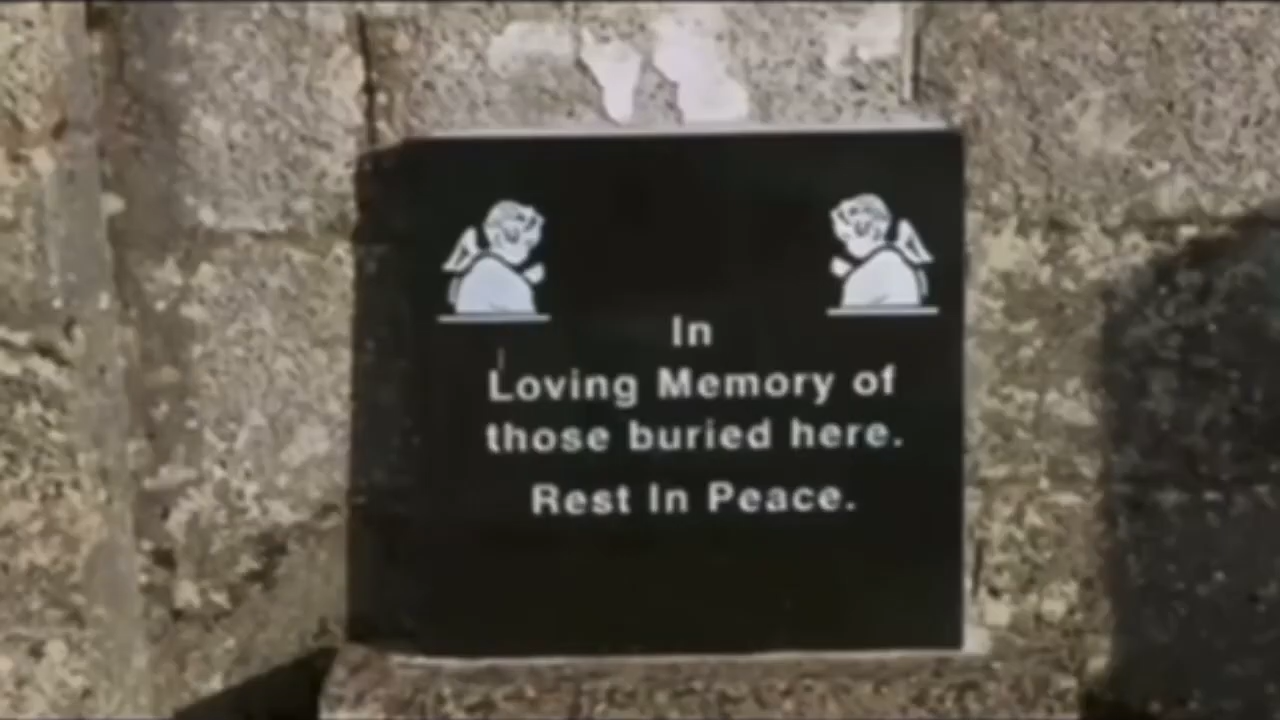 In
Loving Memory of
those buried here.
Rest In Peace.